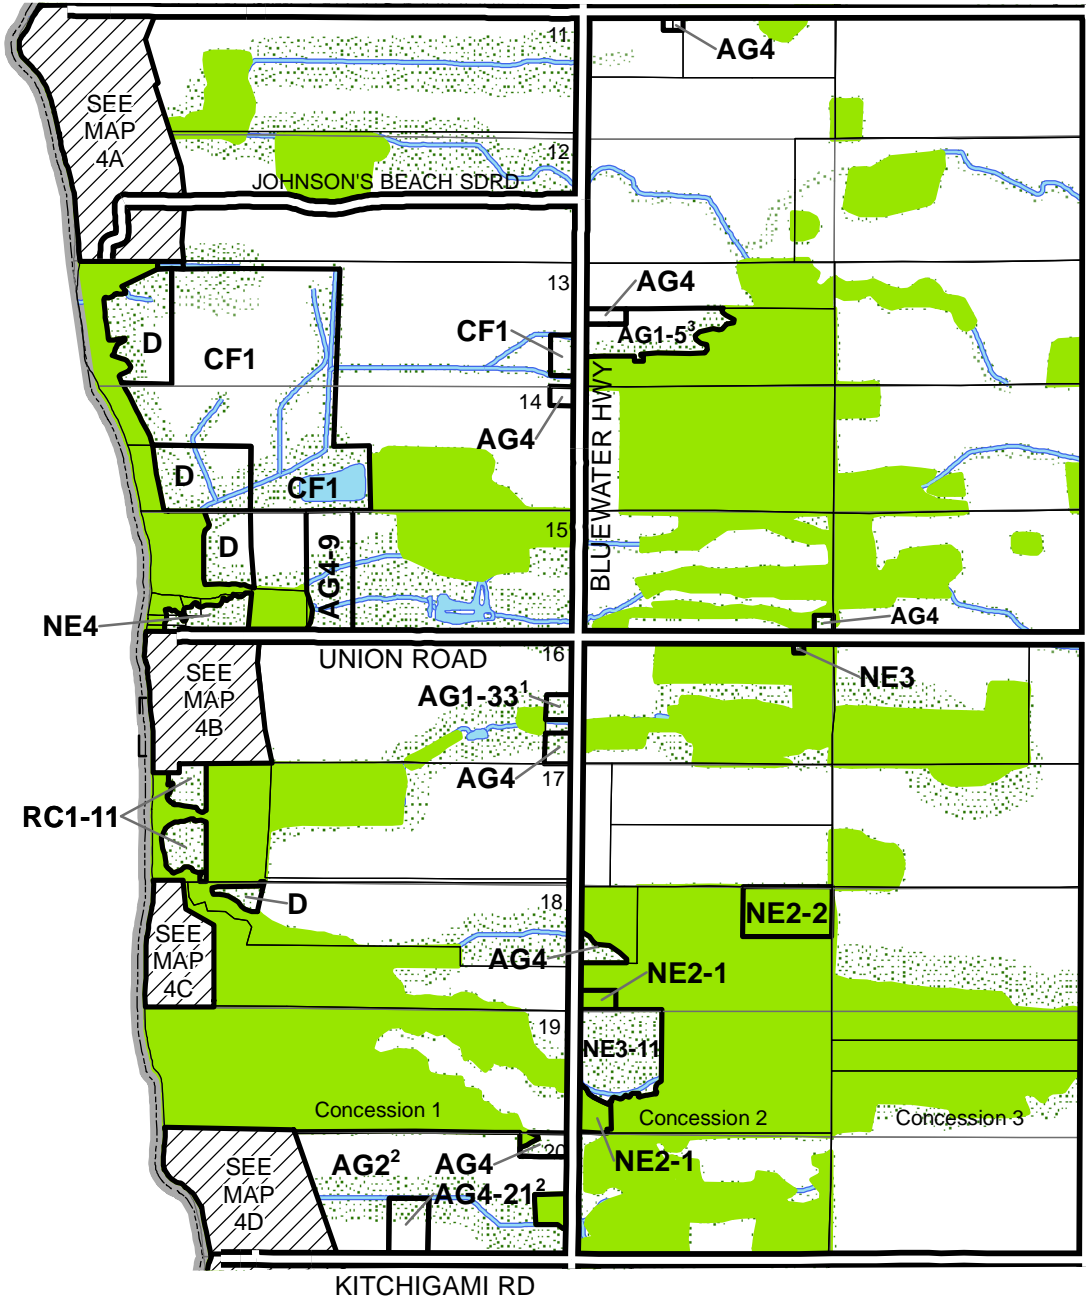 11
AG4
SEE
MAP
4A
12
JOHNSON'S BEACH SDRD
13
AG4
CF1
AG1-5³
D
CF1
BLUEWATER HWY
14
AG4
D
CF1
15
D
AG4-9
NE4
AG4
UNION ROAD
16
SEE
MAP
4B
NE3
AG1-33¹
AG4
17
RC1-11
D
18
NE2-2
SEE
MAP
4C
AG4
NE2-1
19
NE3-11
Concession 1
Concession 2
Concession 3
20
SEE
MAP
4D
AG2²
AG4
NE2-1
AG4-21²
KITCHIGAMI RD